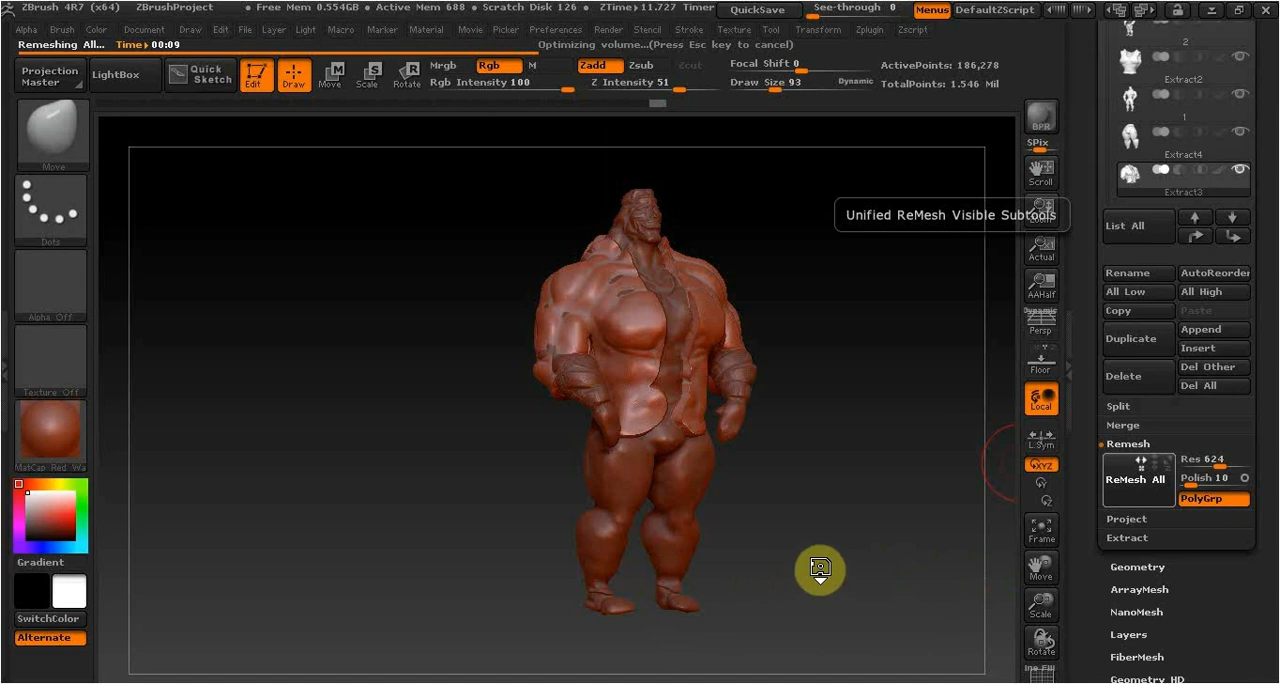 ZBrush 4R7 (x64) ZBrushProject • Free Mem 0.554GB • Active Mem 688 • Scratch Disk 126 • ZTime▸11.727 Timer QuickSave See-through 0 Menus DefaultZScript
Alpha Brush Color Document Draw Edit File Layer Light Macro Marker Material Movie Picker Preferences Render Stencil Stroke Texture Tool Transform Zplugin Zscript
Remeshing All... Time▸ 00:09 Optimizing volume...(Press Esc key to cancel)
Projection Master
LightBox
Quick Sketch
Edit
Draw
Move
Scale
Rotate
Mrgb Rgb M
Rgb Intensity 100
Zadd Zsub Zcut
Z Intensity 51
Focal Shift 0
Draw Size 93 Dynamic
ActivePoints: 186,278
TotalPoints: 1.546 Mil
Move
Dots
Alpha Off
Texture Off
MatCap Red Wa
Gradient
SwitchColor
Alternate
Unified ReMesh Visible Subtools
BPR
SPix
Scroll
Zoom
Actual
AAHalf
Dynamic
Persp
Floor
Local
L.Sym
XYZ
Y
Z
Frame
Move
Scale
Rotate
Line Fill
2
Extract2
1
Extract4
Extract3
List All
Rename AutoReorder
All Low All High
Copy Paste
Duplicate Append
Insert
Delete Del Other
Del All
Split
Merge
Remesh
ReMesh All Res 624
Polish 10
PolyGrp
Project
Extract
Geometry
ArrayMesh
NanoMesh
Layers
FiberMesh
Geometry HD